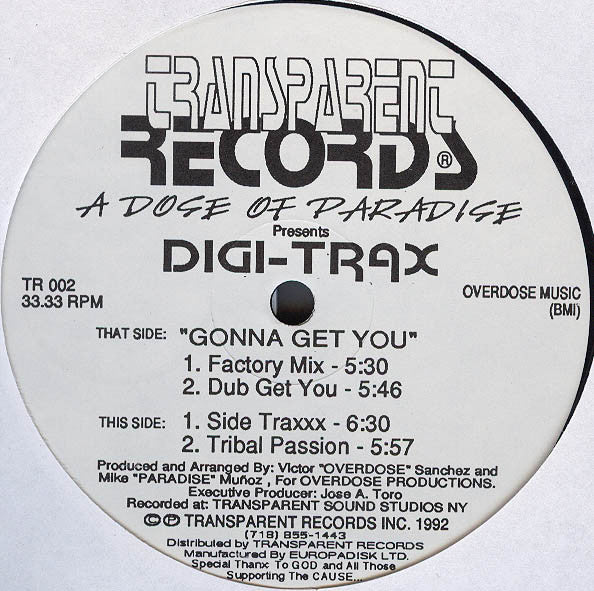 TRANSPARENT
RECORDS®
A DOSE OF PARADISE
Presents
DIGI-TRAX
TR 002
33.33 RPM
OVERDOSE MUSIC
(BMI)
THAT SIDE: "GONNA GET YOU"
1. Factory Mix - 5:30
2. Dub Get You - 5:46
THIS SIDE: 1. Side Traxxx - 6:30
2. Tribal Passion - 5:57
Produced and Arranged By: Victor "OVERDOSE" Sanchez and
Mike "PARADISE" Muñoz , For OVERDOSE PRODUCTIONS.
Executive Producer: Jose A. Toro
Recorded at: TRANSPARENT SOUND STUDIOS NY
©℗ TRANSPARENT RECORDS INC. 1992
(718) 855-1443
Distributed by TRANSPARENT RECORDS
Manufactured By EUROPADISK LTD.
Special Thanx To GOD and All Those
Supporting The CAUSE...